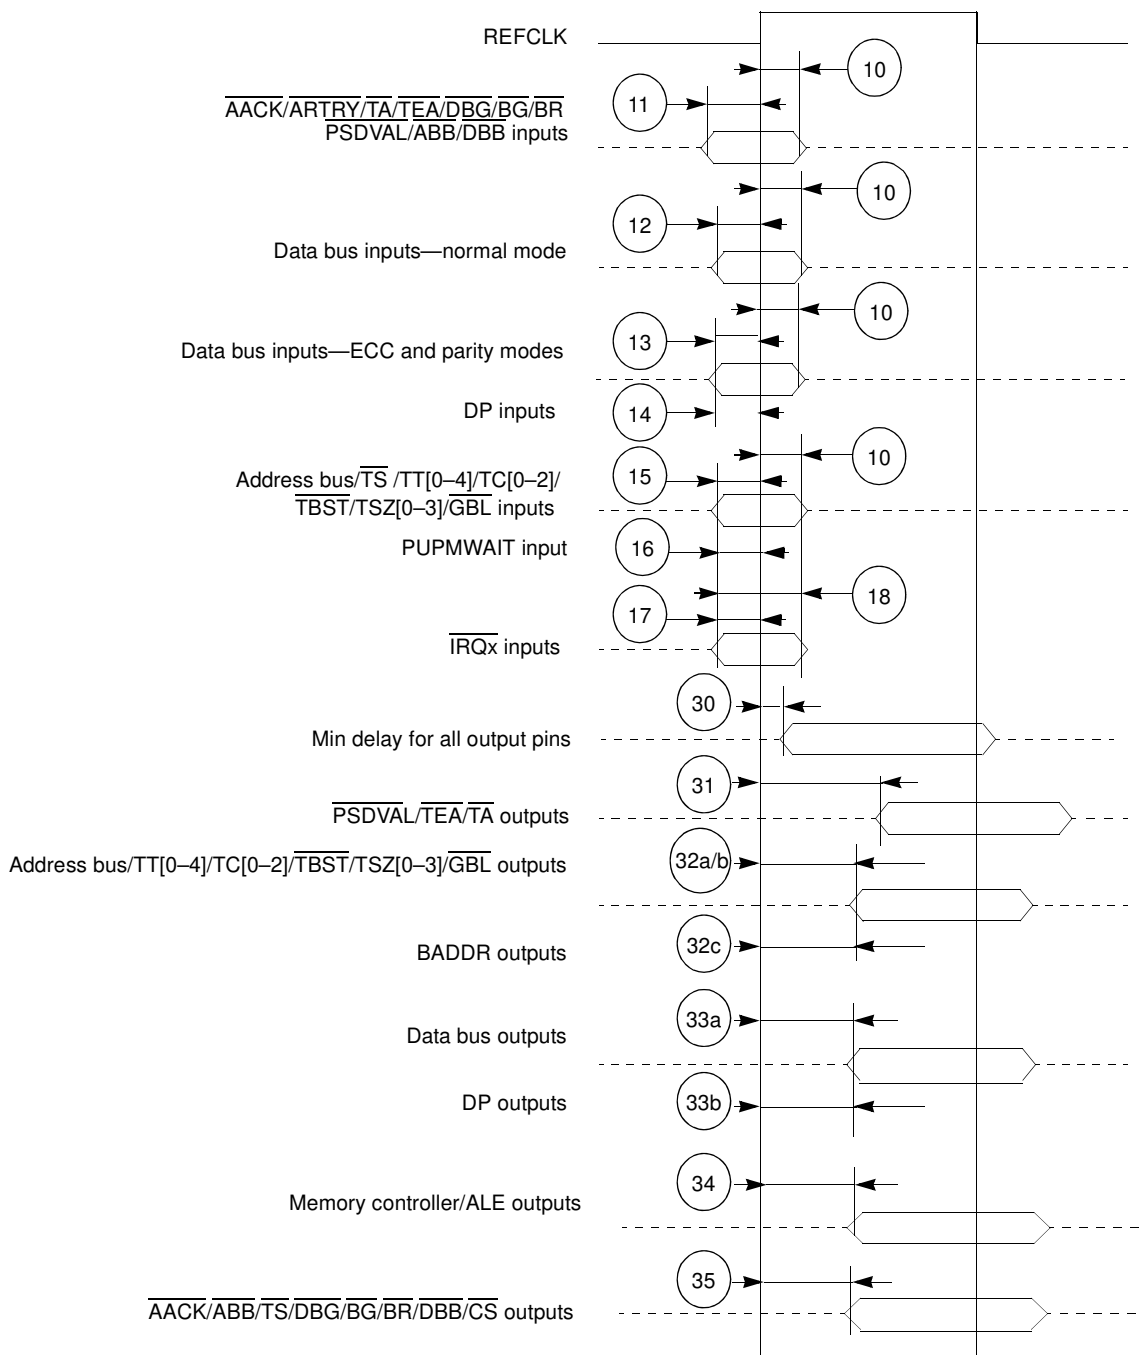 REFCLK
10
11
AACK/ARTRY/TA/TEA/DBG/BG/BR
PSDVAL/ABB/DBB inputs
10
12
Data bus inputs—normal mode
10
13
Data bus inputs—ECC and parity modes
DP inputs
14
10
15
Address bus/TS /TT[0–4]/TC[0–2]/
TBST/TSZ[0–3]/GBL inputs
PUPMWAIT input
16
18
17
IRQx inputs
30
Min delay for all output pins
31
PSDVAL/TEA/TA outputs
32a/b
Address bus/TT[0–4]/TC[0–2]/TBST/TSZ[0–3]/GBL outputs
32c
BADDR outputs
33a
Data bus outputs
DP outputs
33b
34
Memory controller/ALE outputs
35
AACK/ABB/TS/DBG/BG/BR/DBB/CS outputs